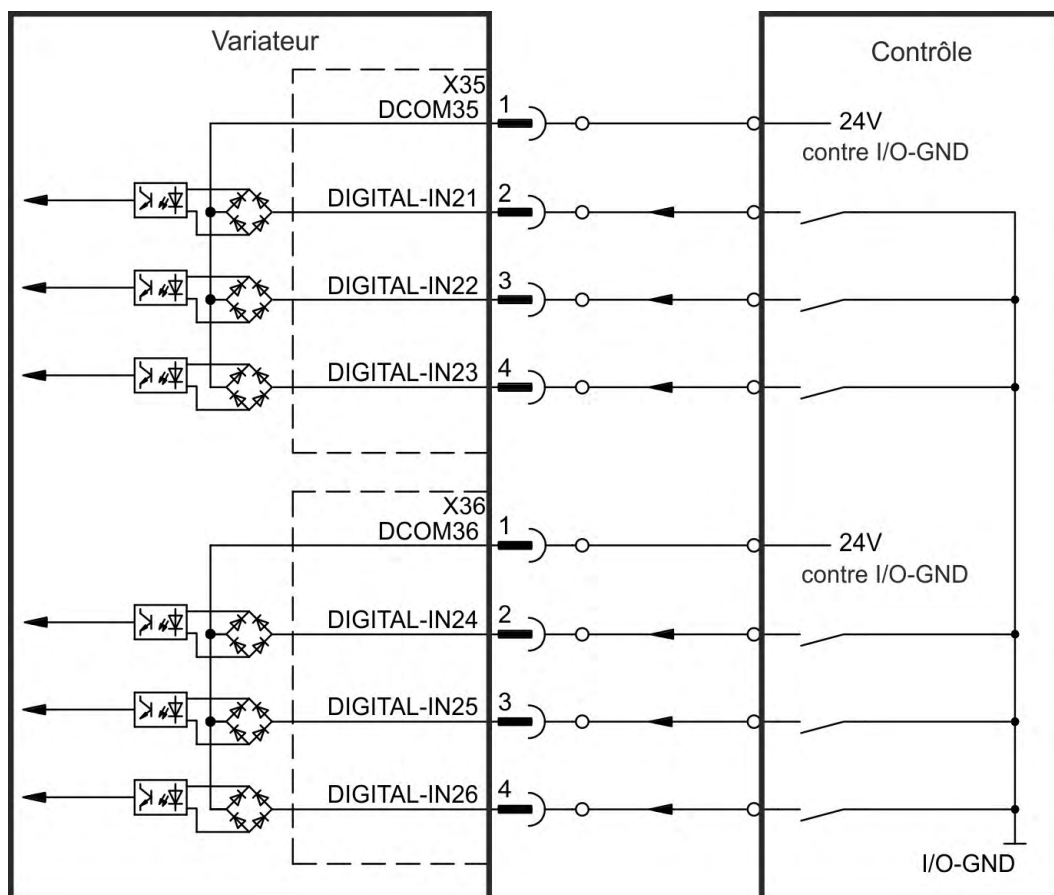 Variateur
Contrôle
X35
DCOM35
1
24V
contre I/O-GND
DIGITAL-IN21
2
DIGITAL-IN22
3
DIGITAL-IN23
4
X36
DCOM36
1
24V
contre I/O-GND
DIGITAL-IN24
2
DIGITAL-IN25
3
DIGITAL-IN26
4
I/O-GND